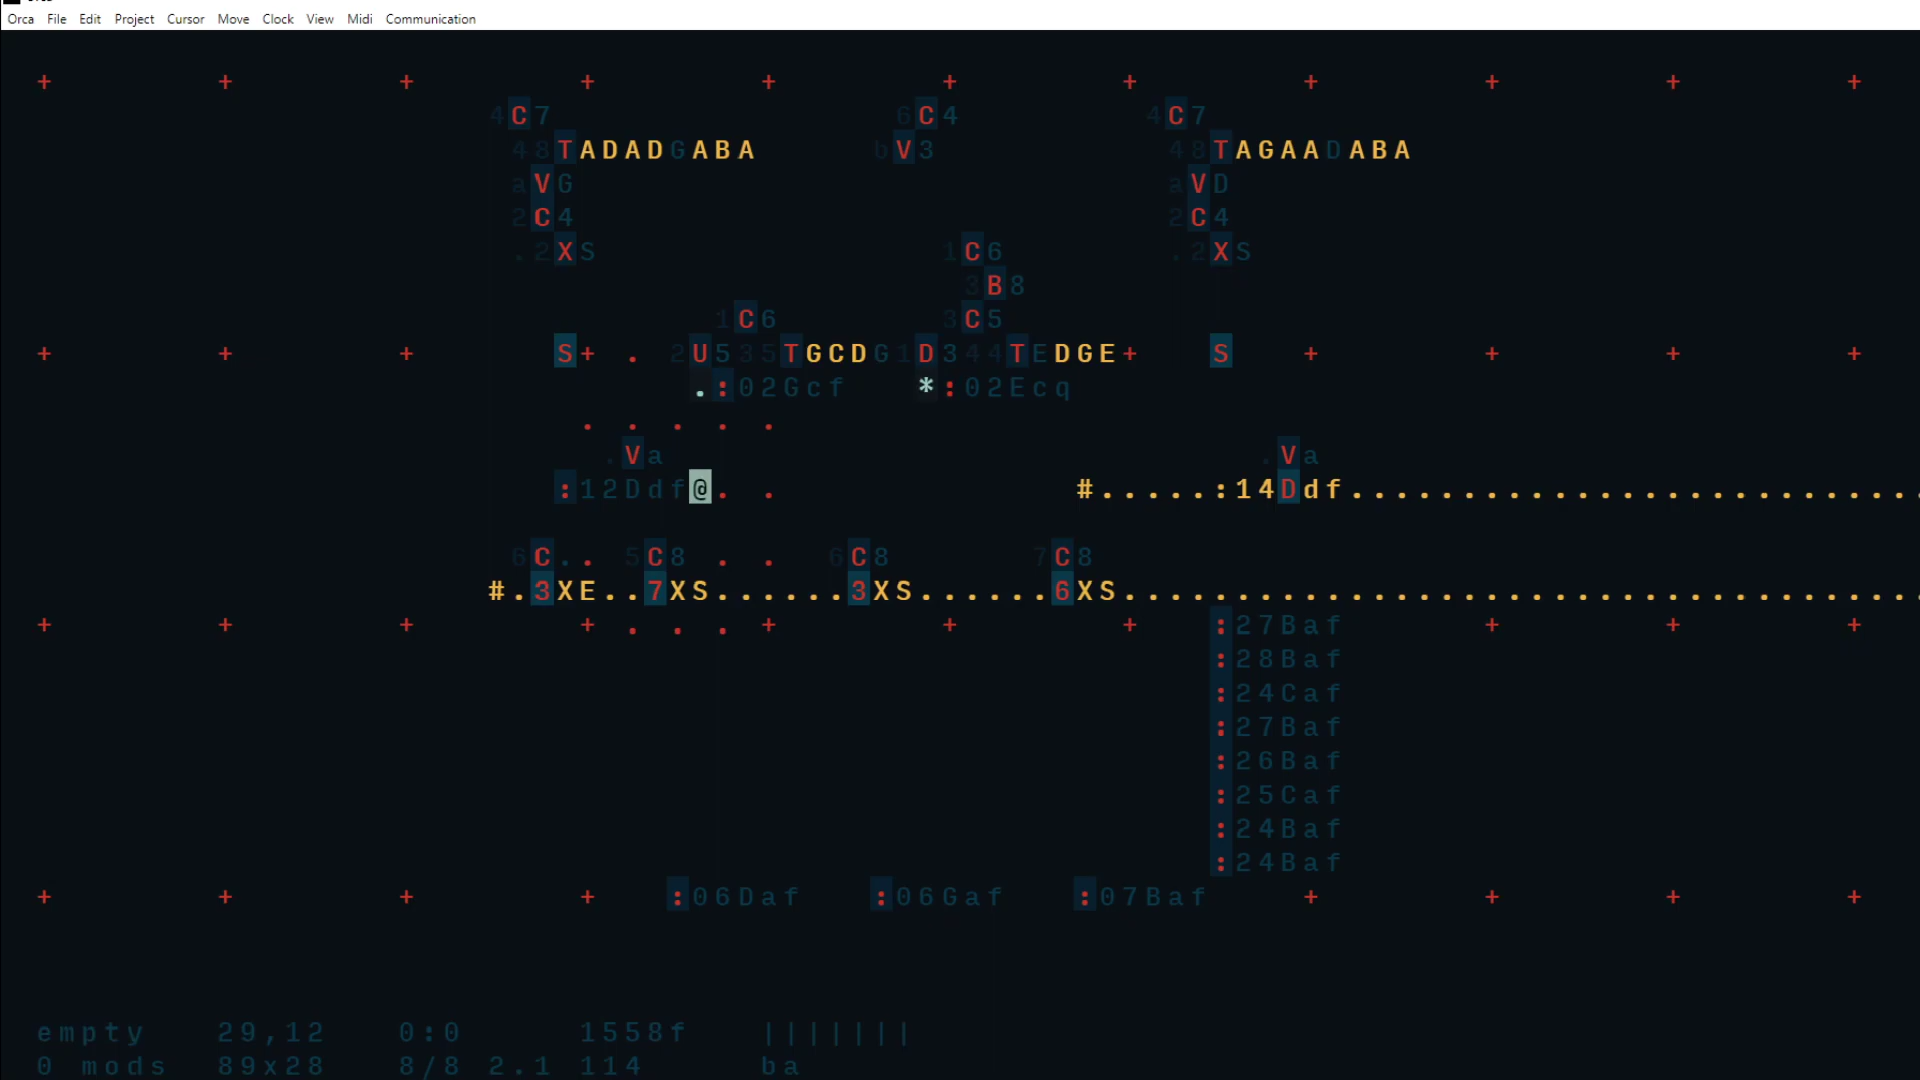 Orca File Edit Project Cursor Move Clock View Midi Communication
+ + + + + + + + + + +
4C7 6C4 4C7
48TADADGABA bV3 48TAGAADABA
aVG aVD
2C4 2C4
.2XS 1C6 .2XS
3B8
1C6 3C5
+ + + S+ . 2U535TGCDG1D344TEDGE+ S + + + +
.:02Gcf *:02Ecq
. . . . .
.Va .Va
:12Ddf@. . #.....:14Ddf.........................
6C.. 5C8 . . 6C8 7C8
#.3XE..7XS......3XS......6XS...................................
+ + + + . . . + + + :27Baf + + +
:28Baf
:24Caf
:27Baf
:26Baf
:25Caf
:24Baf
:24Baf
+ + + + :06Daf :06Gaf :07Baf + + + +
empty 29,12 0:0 1558f |||||||
0 mods 89x28 8/8 2.1 114 ba